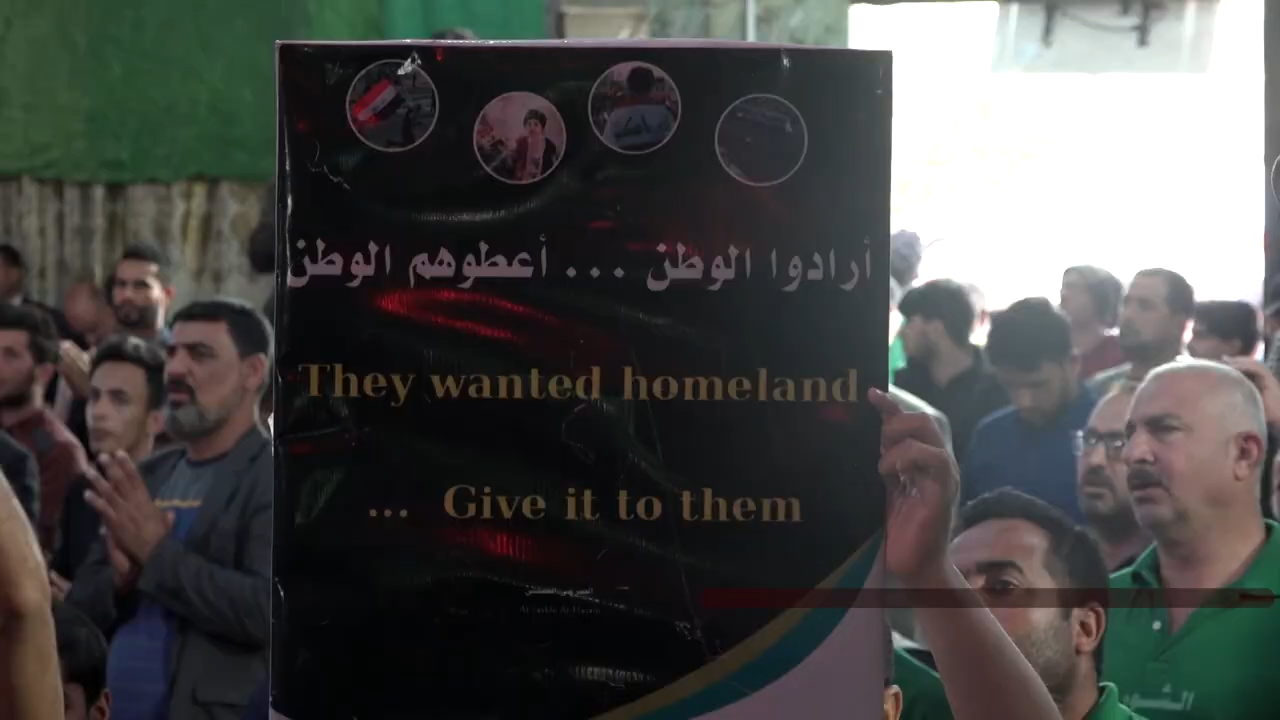 أرادوا الوطن ... أعطوهم الوطن
They wanted homeland
... Give it to them